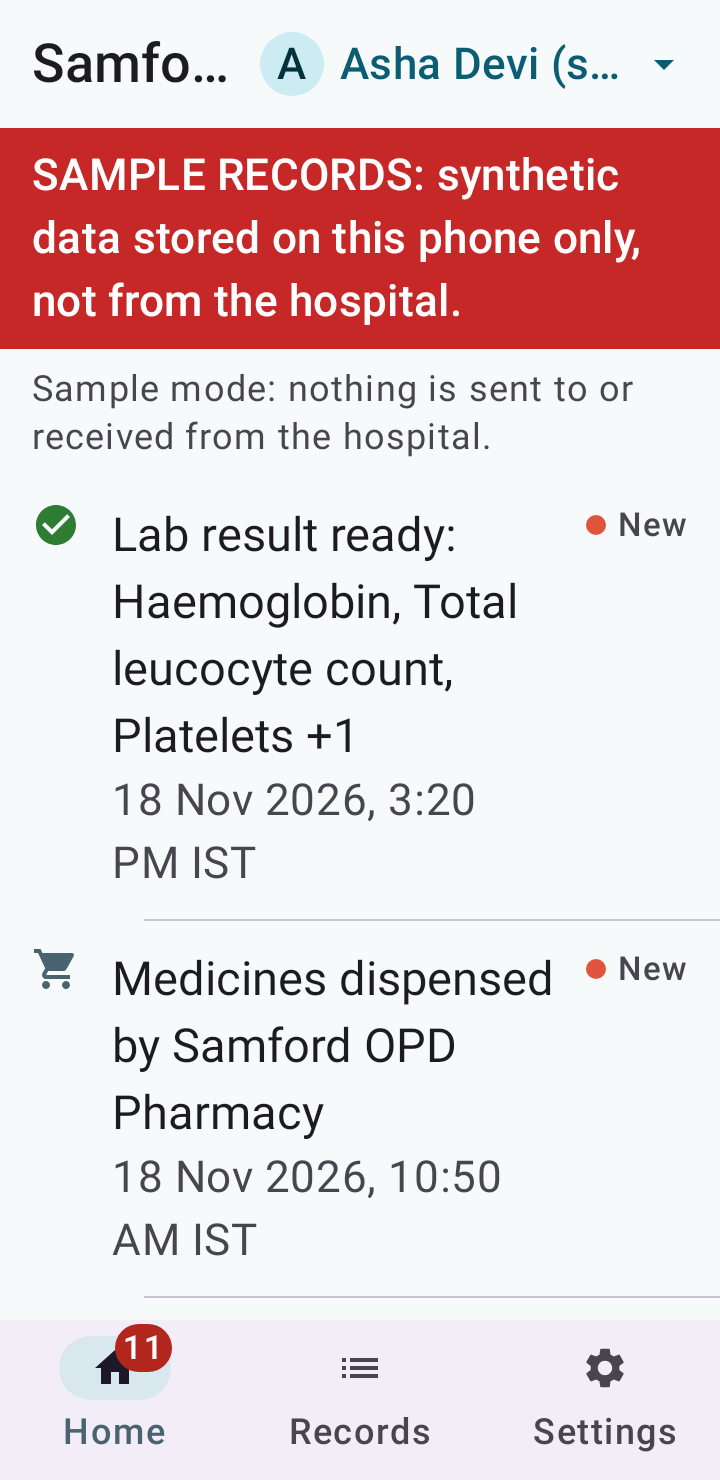 Samfo...
A
Asha Devi (s...
SAMPLE RECORDS: synthetic
data stored on this phone only,
not from the hospital.
Sample mode: nothing is sent to or
received from the hospital.
Lab result ready:
New
Haemoglobin, Total
leucocyte count,
Platelets +1
18 Nov 2026, 3:20
PM IST
Medicines dispensed
New
by Samford OPD
Pharmacy
18 Nov 2026, 10:50
AM IST
11
Home
Records
Settings